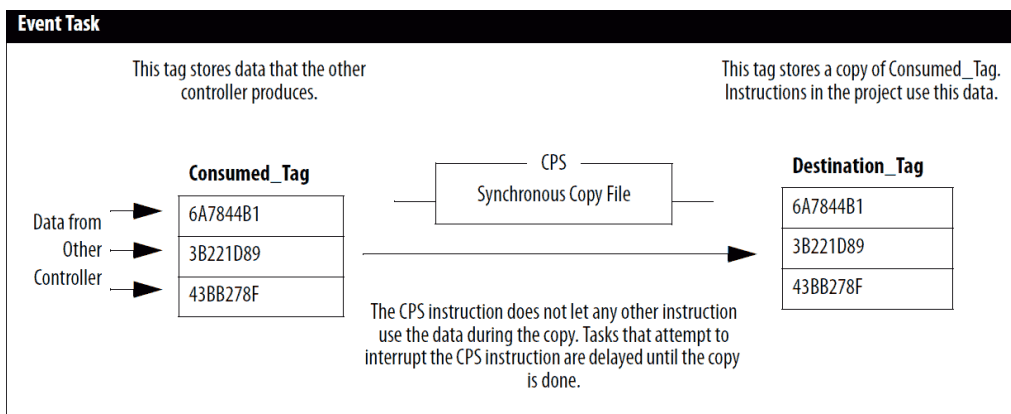 Event Task
This tag stores data that the other
controller produces.
This tag stores a copy of Consumed_Tag.
Instructions in the project use this data.
Consumed_Tag
CPS
Synchronous Copy File
Destination_Tag
Data from
Other
Controller
6A7844B1
3B221D89
43BB278F
6A7844B1
3B221D89
43BB278F
The CPS instruction does not let any other instruction
use the data during the copy. Tasks that attempt to
interrupt the CPS instruction are delayed until the copy
is done.